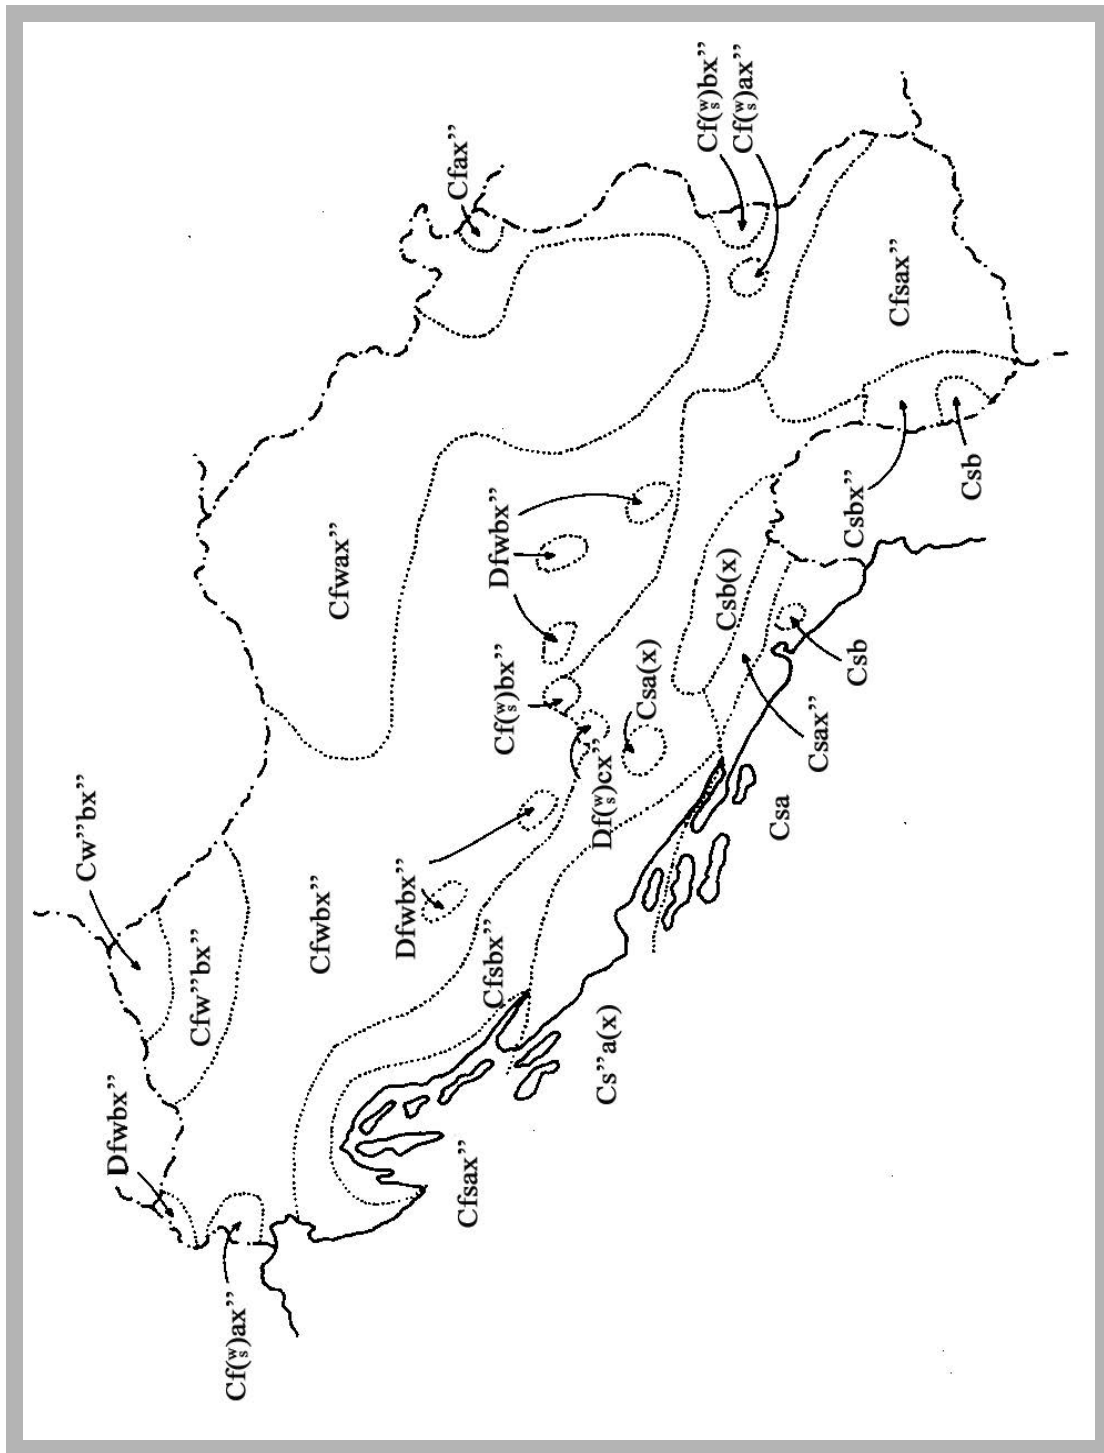 Cw”bx”
Dfwbx”
Cfw”bx”
Cf(w/s)ax”
Cfwbx”
Cfwax”
Dfwbx”
Cfax”
Cfsax”
Cfsbx”
Dfwbx”
Cf(w/s)bx”
Df(w/s)cx”
Cs”a(x)
Csa(x)
Cf(w/s)bx”
Csb(x)
Cf(w/s)ax”
Csa
Csax”
Csbx”
Csb
Cfsax”
Csb